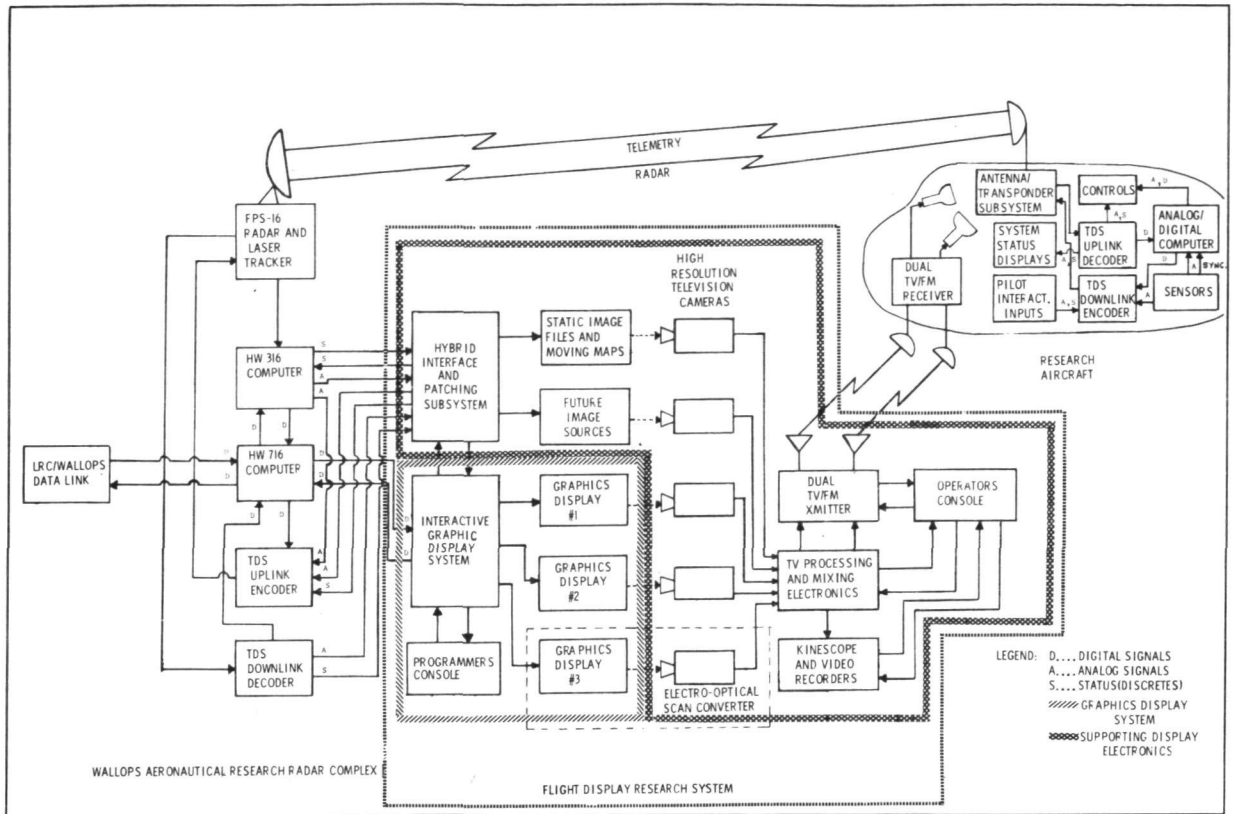 TELEMETRY
RADAR
FPS-16
RADAR AND
LASER
TRACKER
ANTENNA/
TRANSPONDER
SUBSYSTEM
CONTROLS
A,D
ANALOG/
DIGITAL
COMPUTER
A,S
SYSTEM
STATUS
DISPLAYS
TDS
UPLINK
DECODER
D
A,S
D
A
SYNC.
PILOT
INTERACT.
INPUTS
A,S
TDS
DOWNLINK
ENCODER
A
SENSORS
DUAL
TV/FM
RECEIVER
RESEARCH
AIRCRAFT
HIGH
RESOLUTION
TELEVISION
CAMERAS
HW 316
COMPUTER
S
S
A
A
HYBRID
INTERFACE
AND
PATCHING
SUBSYSTEM
STATIC IMAGE
FILES AND
MOVING MAPS
FUTURE
IMAGE
SOURCES
D
D
LRC/WALLOPS
DATA LINK
D
D
HW 716
COMPUTER
D
D
D
D
INTERACTIVE
GRAPHIC
DISPLAY
SYSTEM
D
D
GRAPHICS
DISPLAY
#1
GRAPHICS
DISPLAY
#2
GRAPHICS
DISPLAY
#3
PROGRAMMERS
CONSOLE
ELECTRO-OPTICAL
SCAN CONVERTER
TDS
UPLINK
ENCODER
A
A
S
TDS
DOWNLINK
DECODER
A
S
DUAL
TV/FM
XMITTER
OPERATORS
CONSOLE
TV PROCESSING
AND MIXING
ELECTRONICS
KINESCOPE
AND VIDEO
RECORDERS
LEGEND: D.... DIGITAL SIGNALS
A.... ANALOG SIGNALS
S.... STATUS(DISCRETES)
GRAPHICS DISPLAY
SYSTEM
SUPPORTING DISPLAY
ELECTRONICS
WALLOPS AERONAUTICAL RESEARCH RADAR COMPLEX
FLIGHT DISPLAY RESEARCH SYSTEM